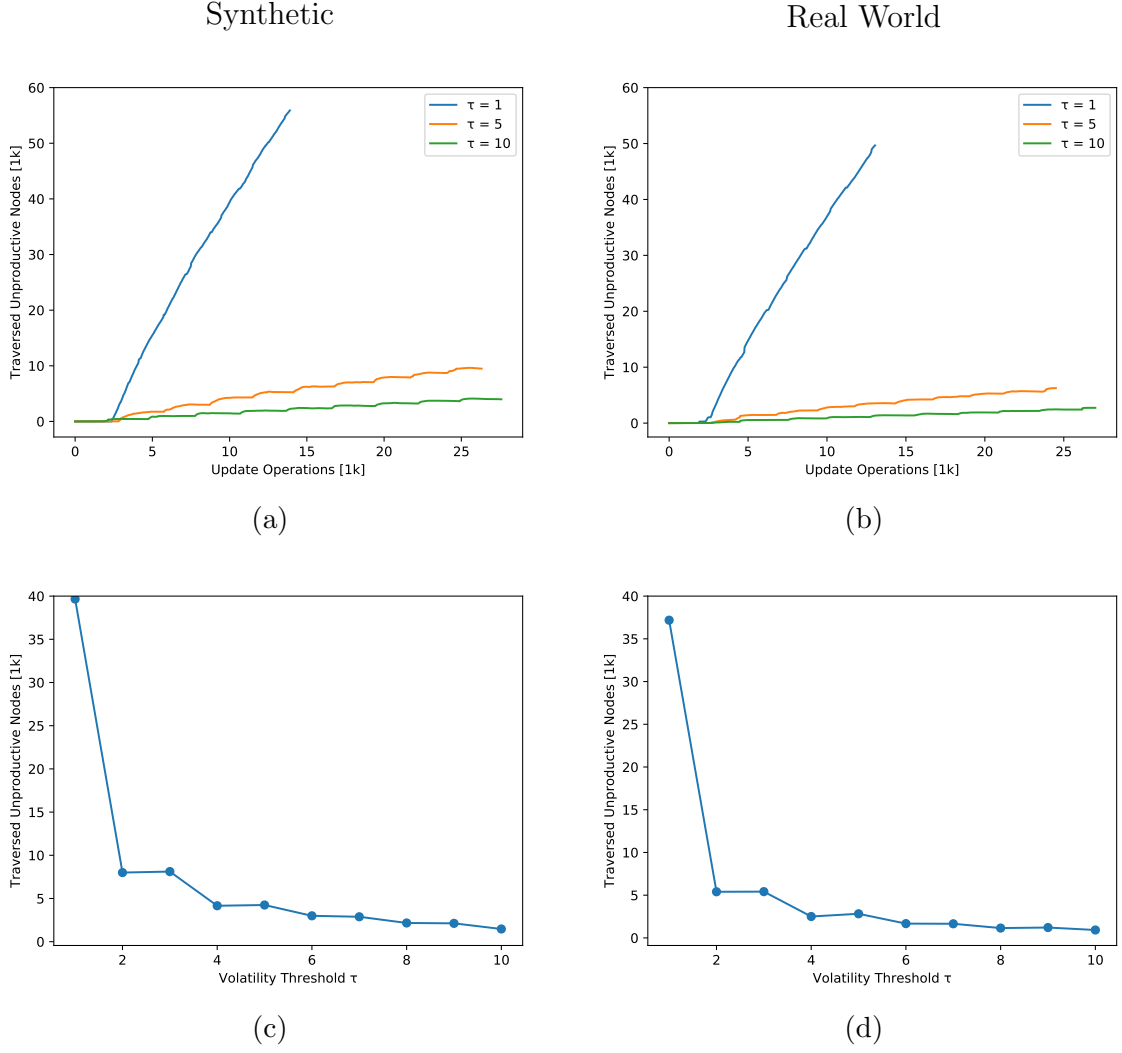 Synthetic
Real World
Traversed Unproductive Nodes [1k]
60
50
40
30
20
10
0
τ = 1
τ = 5
τ = 10
0 5 10 15 20 25
Update Operations [1k]
(a)
Traversed Unproductive Nodes [1k]
60
50
40
30
20
10
0
τ = 1
τ = 5
τ = 10
0 5 10 15 20 25
Update Operations [1k]
(b)
Traversed Unproductive Nodes [1k]
40
35
30
25
20
15
10
5
0
2 4 6 8 10
Volatility Threshold τ
(c)
Traversed Unproductive Nodes [1k]
40
35
30
25
20
15
10
5
0
2 4 6 8 10
Volatility Threshold τ
(d)